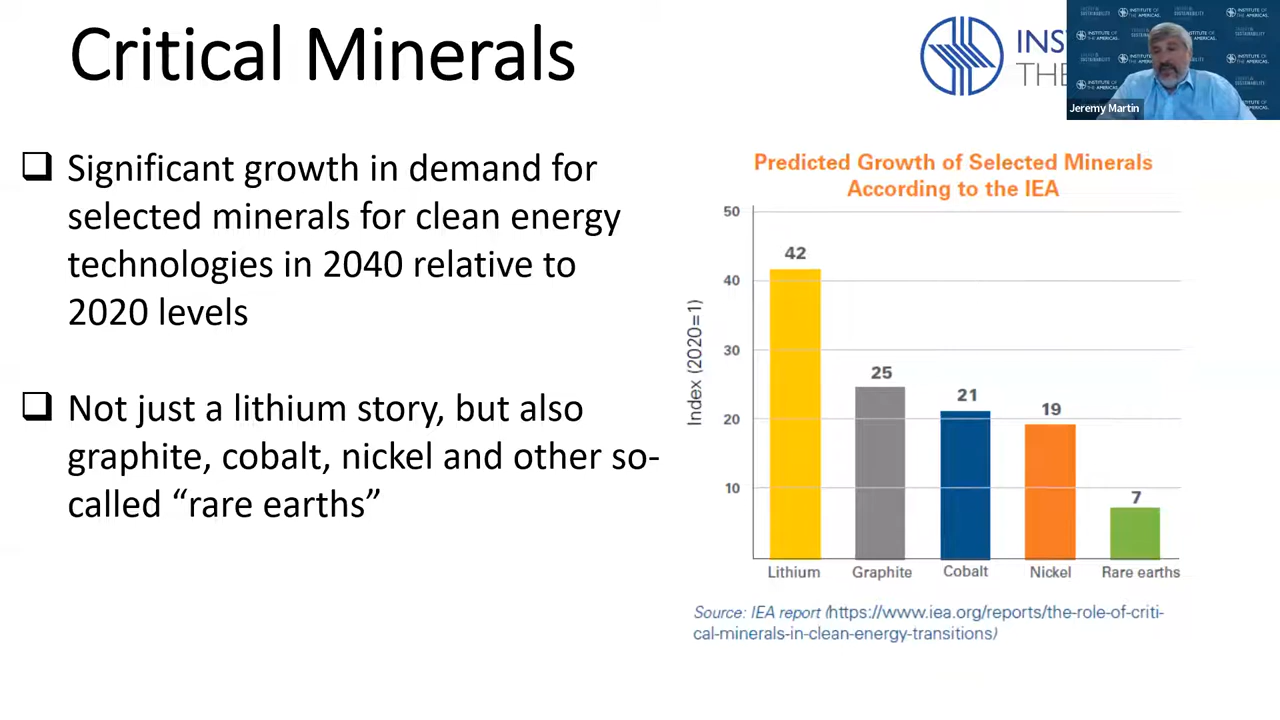 Critical Minerals
INS
THE
INSTITUTE OF
THE AMERICAS.
Jeremy Martin
Significant growth in demand for
selected minerals for clean energy
technologies in 2040 relative to
2020 levels
Not just a lithium story, but also
graphite, cobalt, nickel and other so-
called “rare earths”
Predicted Growth of Selected Minerals
According to the IEA
Index (2020=1)
50
40
30
20
10
42
25
21
19
7
Lithium
Graphite
Cobalt
Nickel
Rare earths
Source: IEA report (https://www.iea.org/reports/the-role-of-criti-
cal-minerals-in-clean-energy-transitions)